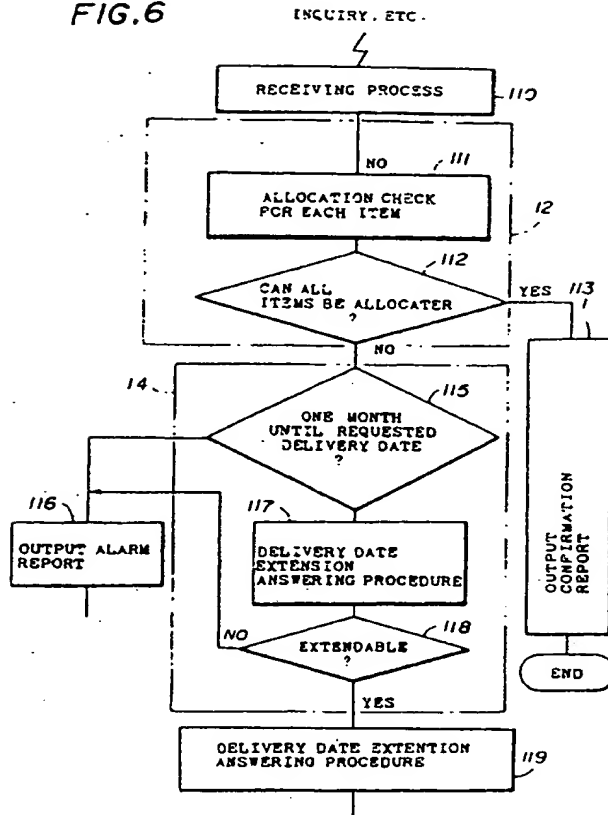 FIG.6
INQUIRY. ETC.
RECEIVING PROCESS
110
NO
111
ALLOCATION CHECK
FOR EACH ITEM
12
112
CAN ALL
ITEMS BE ALLOCATER
?
YES
113
NO
14
115
ONE MONTH
UNTIL REQUESTED
DELIVERY DATE
?
116
OUTPUT ALARM
REPORT
117
DELIVERY DATE
EXTENSION
ANSWERING PROCEDURE
OUTPUT
CONFIRMATION
REPORT
NO
118
EXTENDABLE
?
END
YES
DELIVERY DATE EXTENTION
ANSWERING PROCEDURE
119